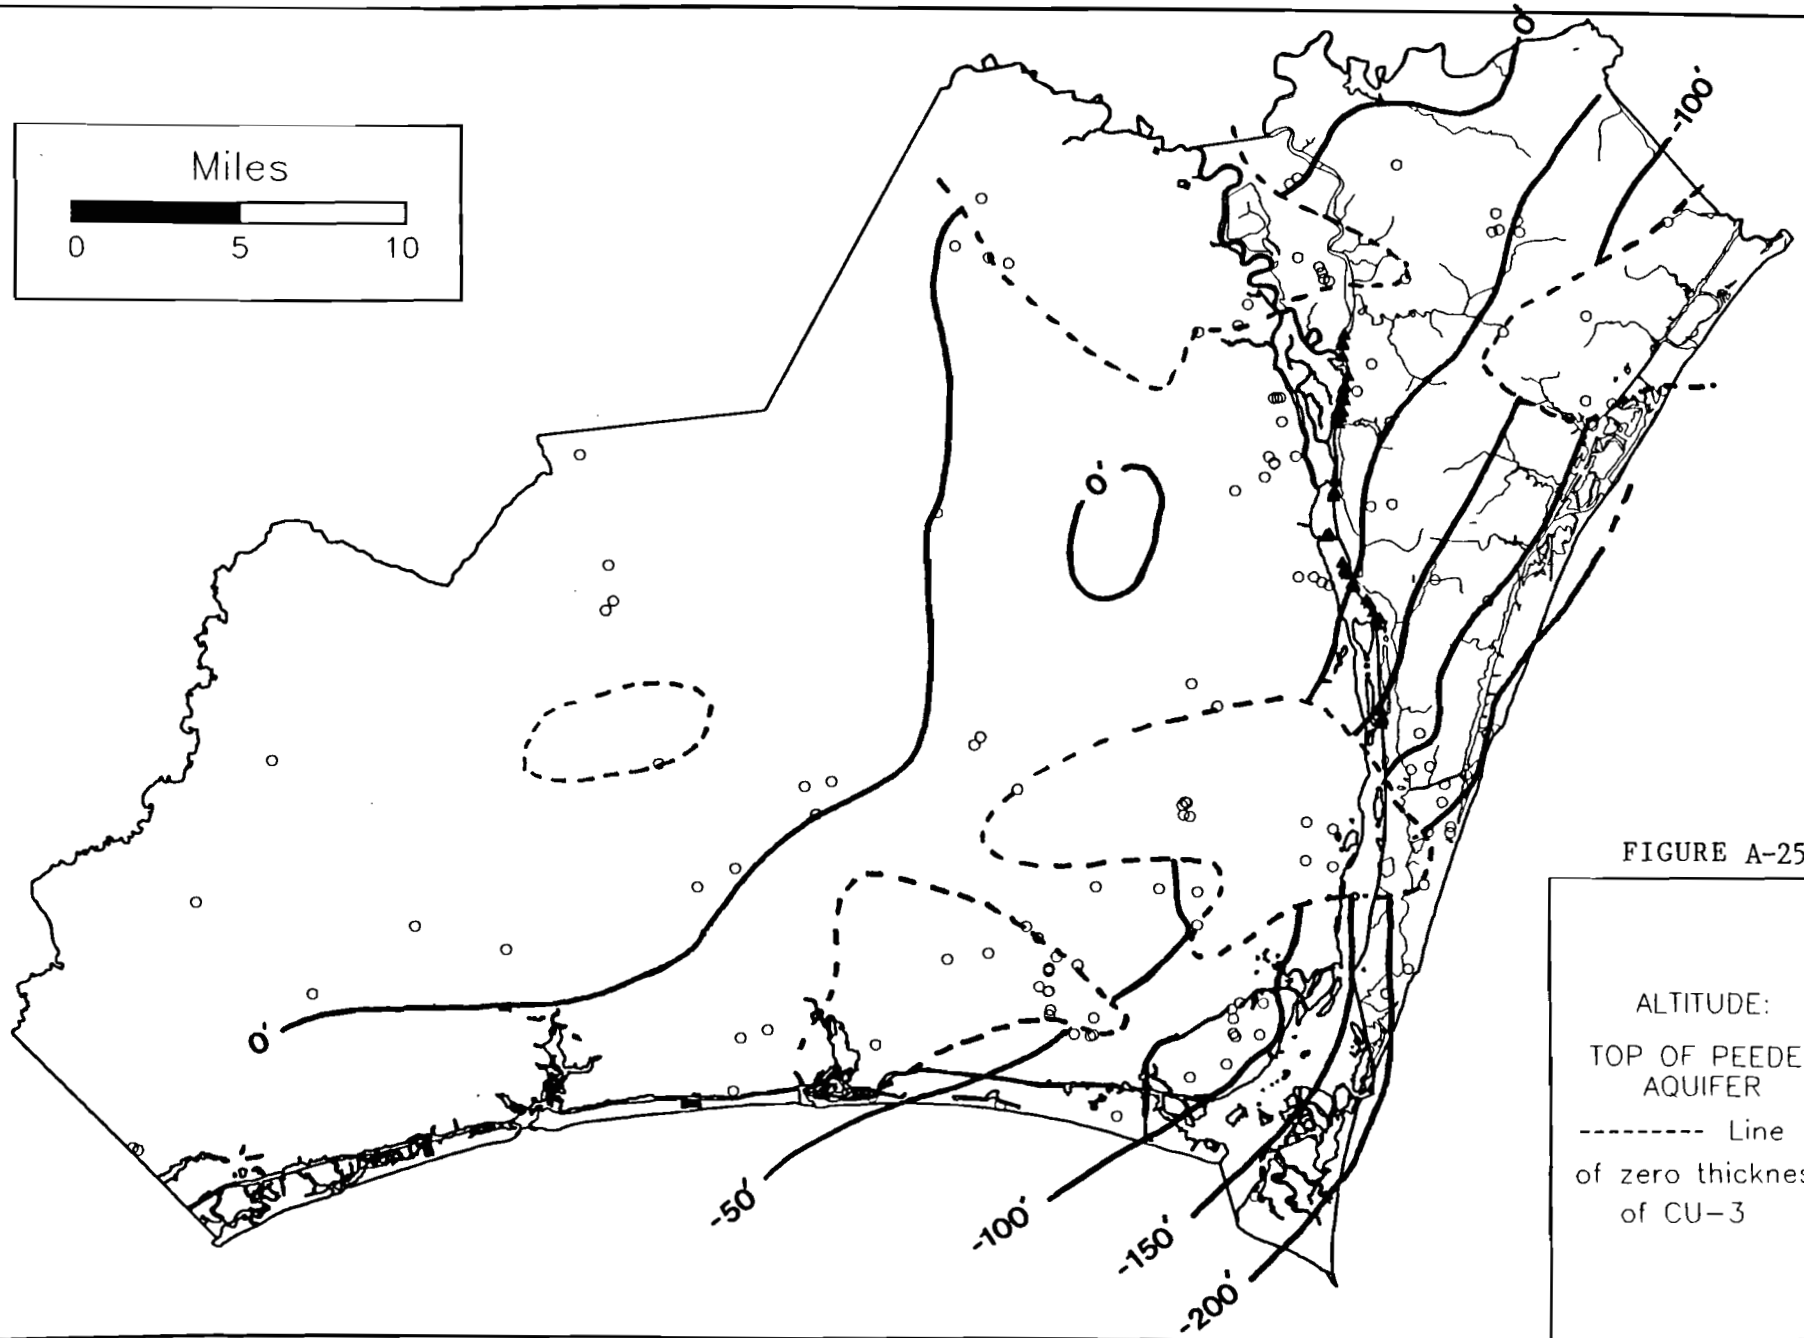 0'
-100'
Miles
0 5 10
0'
FIGURE A-25
ALTITUDE:
TOP OF PEEDE
AQUIFER
Line
of zero thicknes
of CU-3
0'
-50'
-100'
-150'
-200'